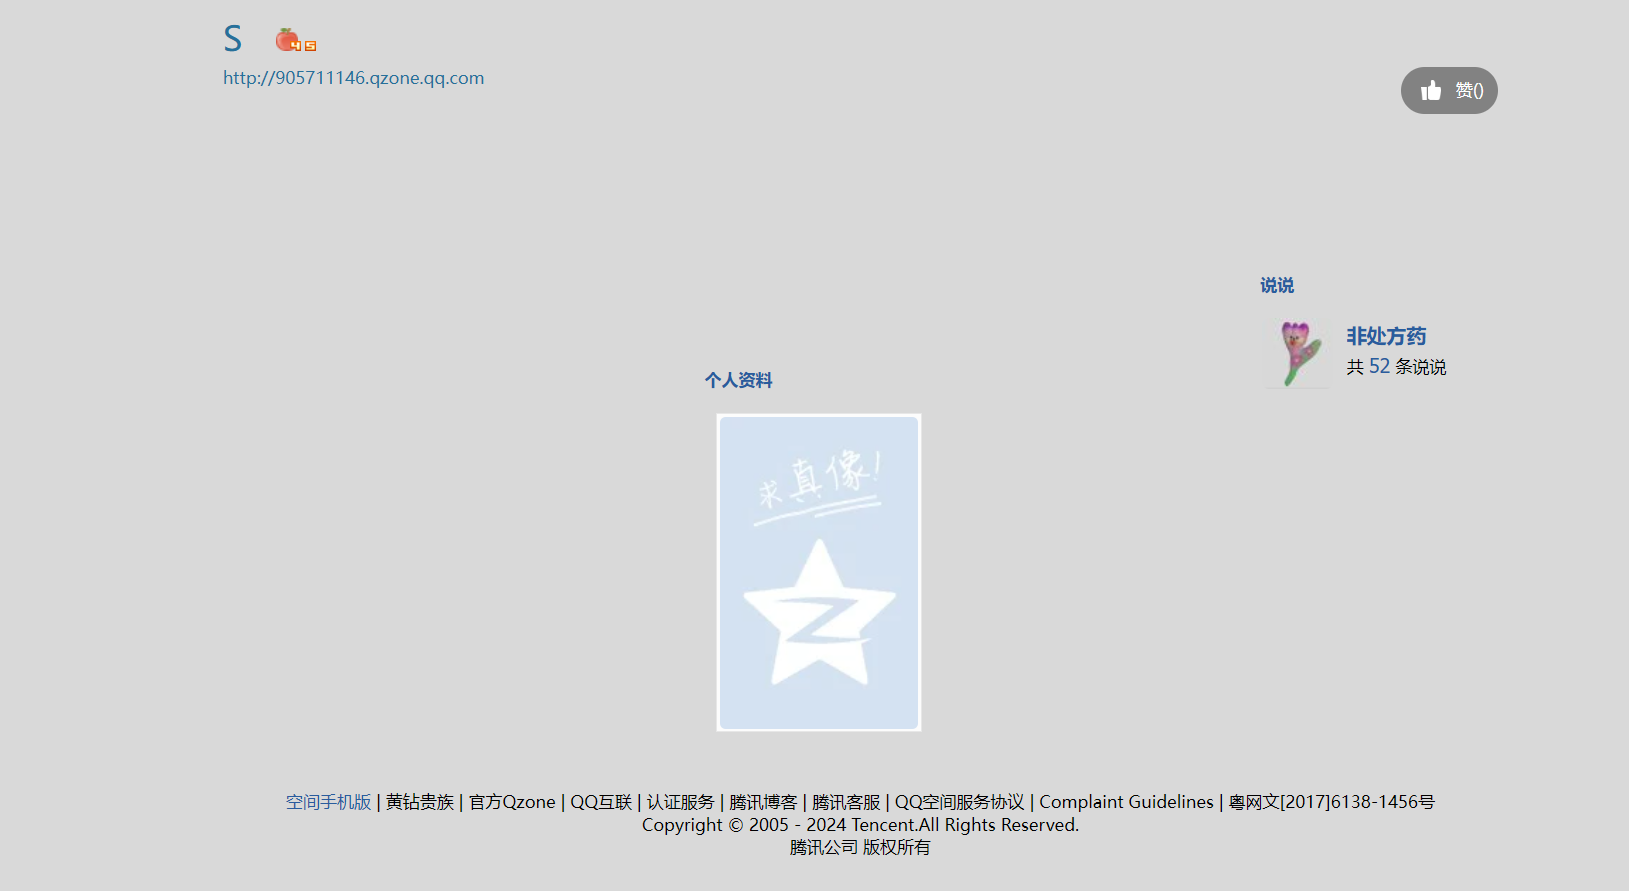 S 45
http://905711146.qzone.qq.com
赞()
说说
非处方药
共 52 条说说
个人资料
求真像!
空间手机版 | 黄钻贵族 | 官方Qzone | QQ互联 | 认证服务 | 腾讯博客 | 腾讯客服 | QQ空间服务协议 | Complaint Guidelines | 粤网文[2017]6138-1456号
Copyright © 2005 - 2024 Tencent.All Rights Reserved.
腾讯公司 版权所有